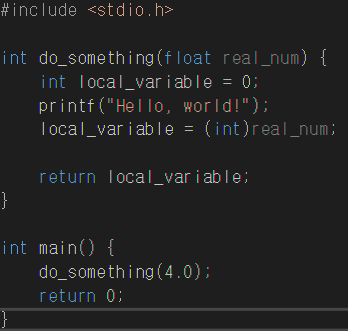 #include <stdio.h>
int do_something(float real_num) {
    int local_variable = 0;
    printf("Hello, world!");
    local_variable = (int)real_num;
    return local_variable;
}
int main() {
    do_something(4.0);
    return 0;
}